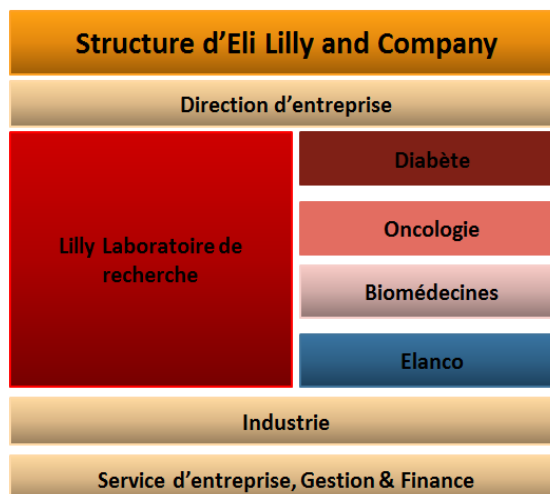 Structure d’Eli Lilly and Company
Direction d’entreprise
Lilly Laboratoire de
recherche
Diabète
Oncologie
Biomédecines
Elanco
Industrie
Service d’entreprise, Gestion & Finance